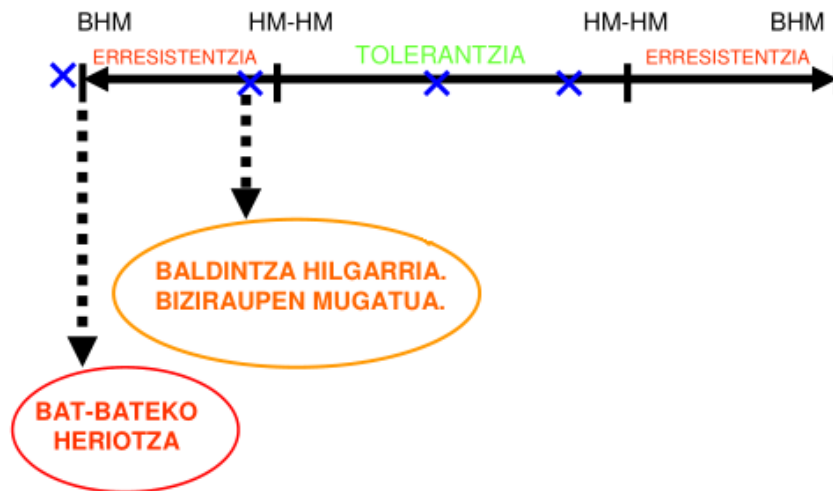 BHM HM-HM HM-HM BHM
ERRESISTENTZIA TOLERANTZIA ERRESISTENTZIA
BALDINTZA HILGARRIA.
BIZIRAUPEN MUGATUA.
BAT-BATEKO
HERIOTZA